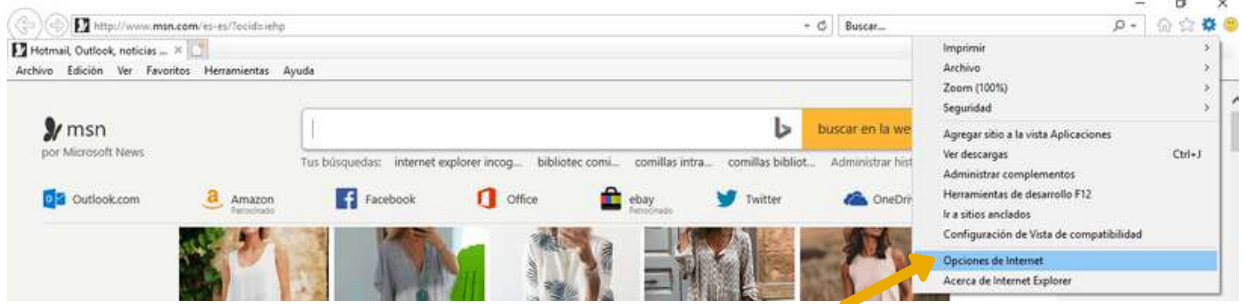 http://www.msn.com/es-es/?ocid=iehp
Buscar...
Hotmail, Outlook, noticias ...
Archivo Edición Ver Favoritos Herramientas Ayuda
msn
por Microsoft News
buscar en la we
Tus búsquedas: internet explorer incog... bibliotec comi... comillas intra... comillas bibliot... Administrar hist
Outlook.com
Amazon
Patrocinado
Facebook
Office
ebay
Patrocinado
Twitter
OneDri
Imprimir
Archivo
Zoom (100%)
Seguridad
Agregar sitio a la vista Aplicaciones
Ver descargas Ctrl+J
Administrar complementos
Herramientas de desarrollo F12
Ir a sitios anclados
Configuración de Vista de compatibilidad
Opciones de Internet
Acerca de Internet Explorer